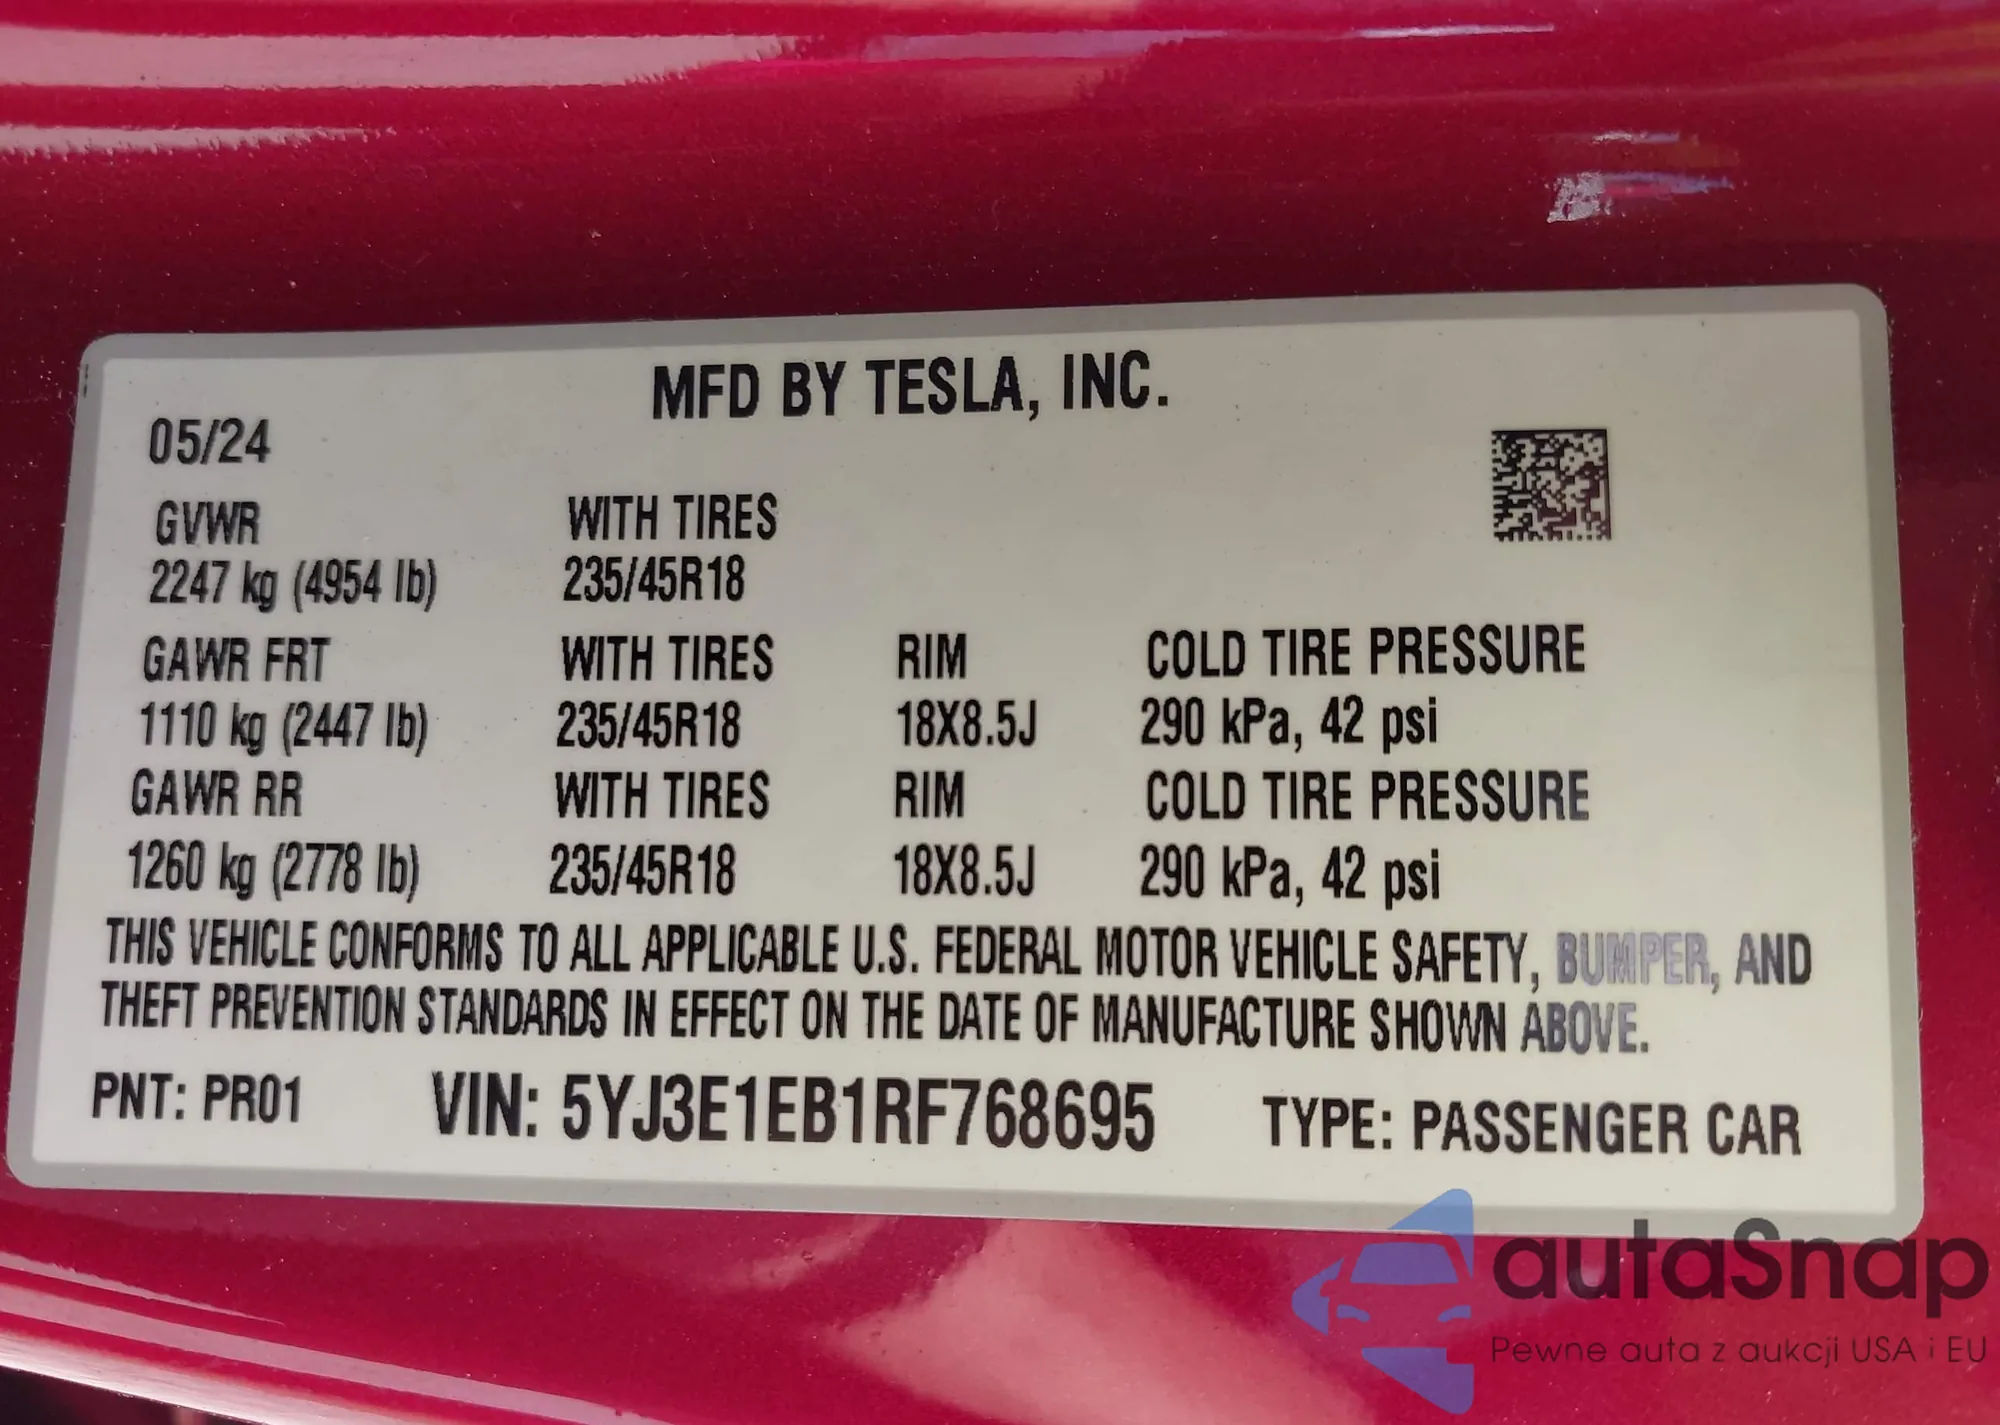 MFD BY TESLA, INC.
05/24
GVWR WITH TIRES
2247 kg (4954 lb) 235/45R18
GAWR FRT WITH TIRES RIM COLD TIRE PRESSURE
1110 kg (2447 lb) 235/45R18 18X8.5J 290 kPa, 42 psi
GAWR RR WITH TIRES RIM COLD TIRE PRESSURE
1260 kg (2778 lb) 235/45R18 18X8.5J 290 kPa, 42 psi
THIS VEHICLE CONFORMS TO ALL APPLICABLE U.S. FEDERAL MOTOR VEHICLE SAFETY, BUMPER, AND
THEFT PREVENTION STANDARDS IN EFFECT ON THE DATE OF MANUFACTURE SHOWN ABOVE.
PNT: PR01 VIN: 5YJ3E1EB1RF768695 TYPE: PASSENGER CAR
autaSnap
Pewne auta z aukcji USA i EU